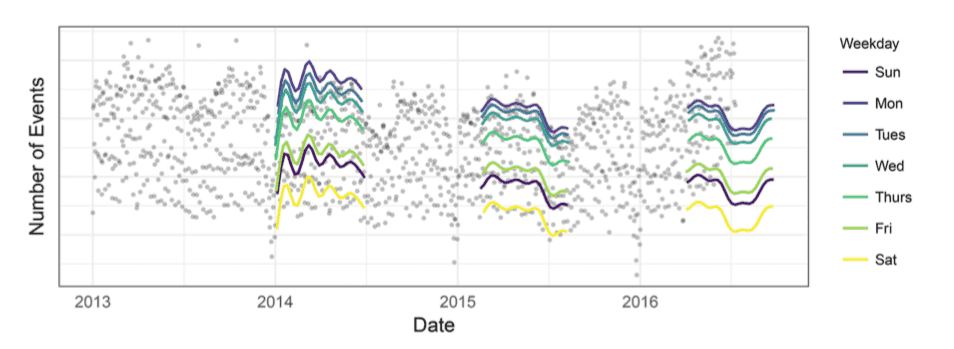 Number of Events
2013 2014 2015 2016
Date
Weekday
Sun
Mon
Tues
Wed
Thurs
Fri
Sat